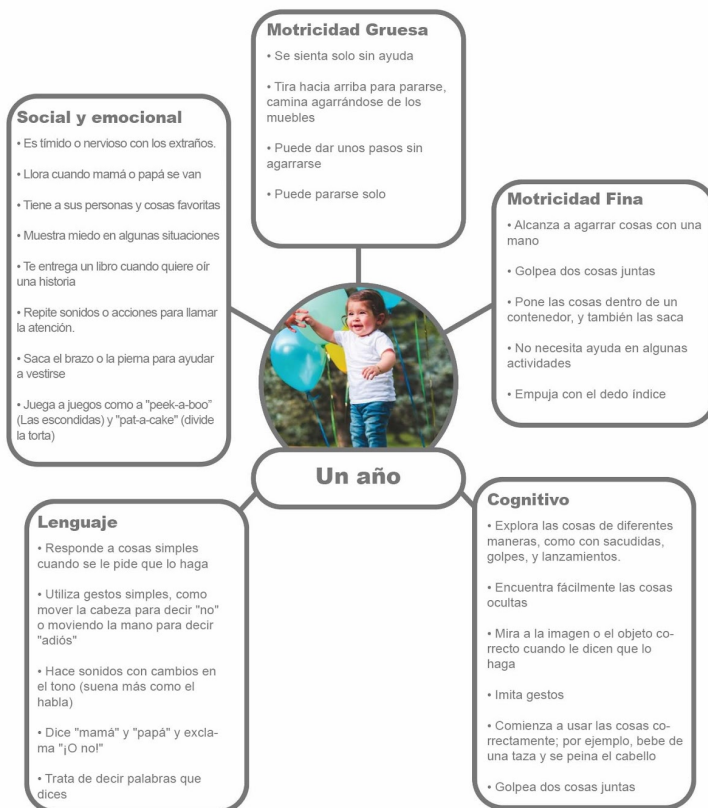 Motricidad Gruesa
• Se sienta solo sin ayuda
• Tira hacia arriba para pararse,
camina agarrándose de los
muebles
• Puede dar unos pasos sin
agarrarse
• Puede pararse solo
Social y emocional
• Es tímido o nervioso con los extraños.
• Llora cuando mamá o papá se van
• Tiene a sus personas y cosas favoritas
• Muestra miedo en algunas situaciones
• Te entrega un libro cuando quiere oír
una historia
• Repite sonidos o acciones para llamar
la atención.
• Saca el brazo o la pierna para ayudar
a vestirse
• Juega a juegos como a "peek-a-boo"
(Las escondidas) y "pat-a-cake" (divide
la torta)
Motricidad Fina
• Alcanza a agarrar cosas con una
mano
• Golpea dos cosas juntas
• Pone las cosas dentro de un
contenedor, y también las saca
• No necesita ayuda en algunas
actividades
• Empuja con el dedo índice
Un año
Lenguaje
• Responde a cosas simples
cuando se le pide que lo haga
• Utiliza gestos simples, como
mover la cabeza para decir "no"
o moviendo la mano para decir
"adiós"
• Hace sonidos con cambios en
el tono (suena más como el
habla)
• Dice "mamá" y "papá" y excla-
ma "¡O no!"
• Trata de decir palabras que
dices
Cognitivo
• Explora las cosas de diferentes
maneras, como con sacudidas,
golpes, y lanzamientos.
• Encuentra fácilmente las cosas
ocultas
• Mira a la imagen o el objeto co-
rrecto cuando le dicen que lo
haga
• Imita gestos
• Comienza a usar las cosas co-
rrectamente; por ejemplo, bebe de
una taza y se peina el cabello
• Golpea dos cosas juntas